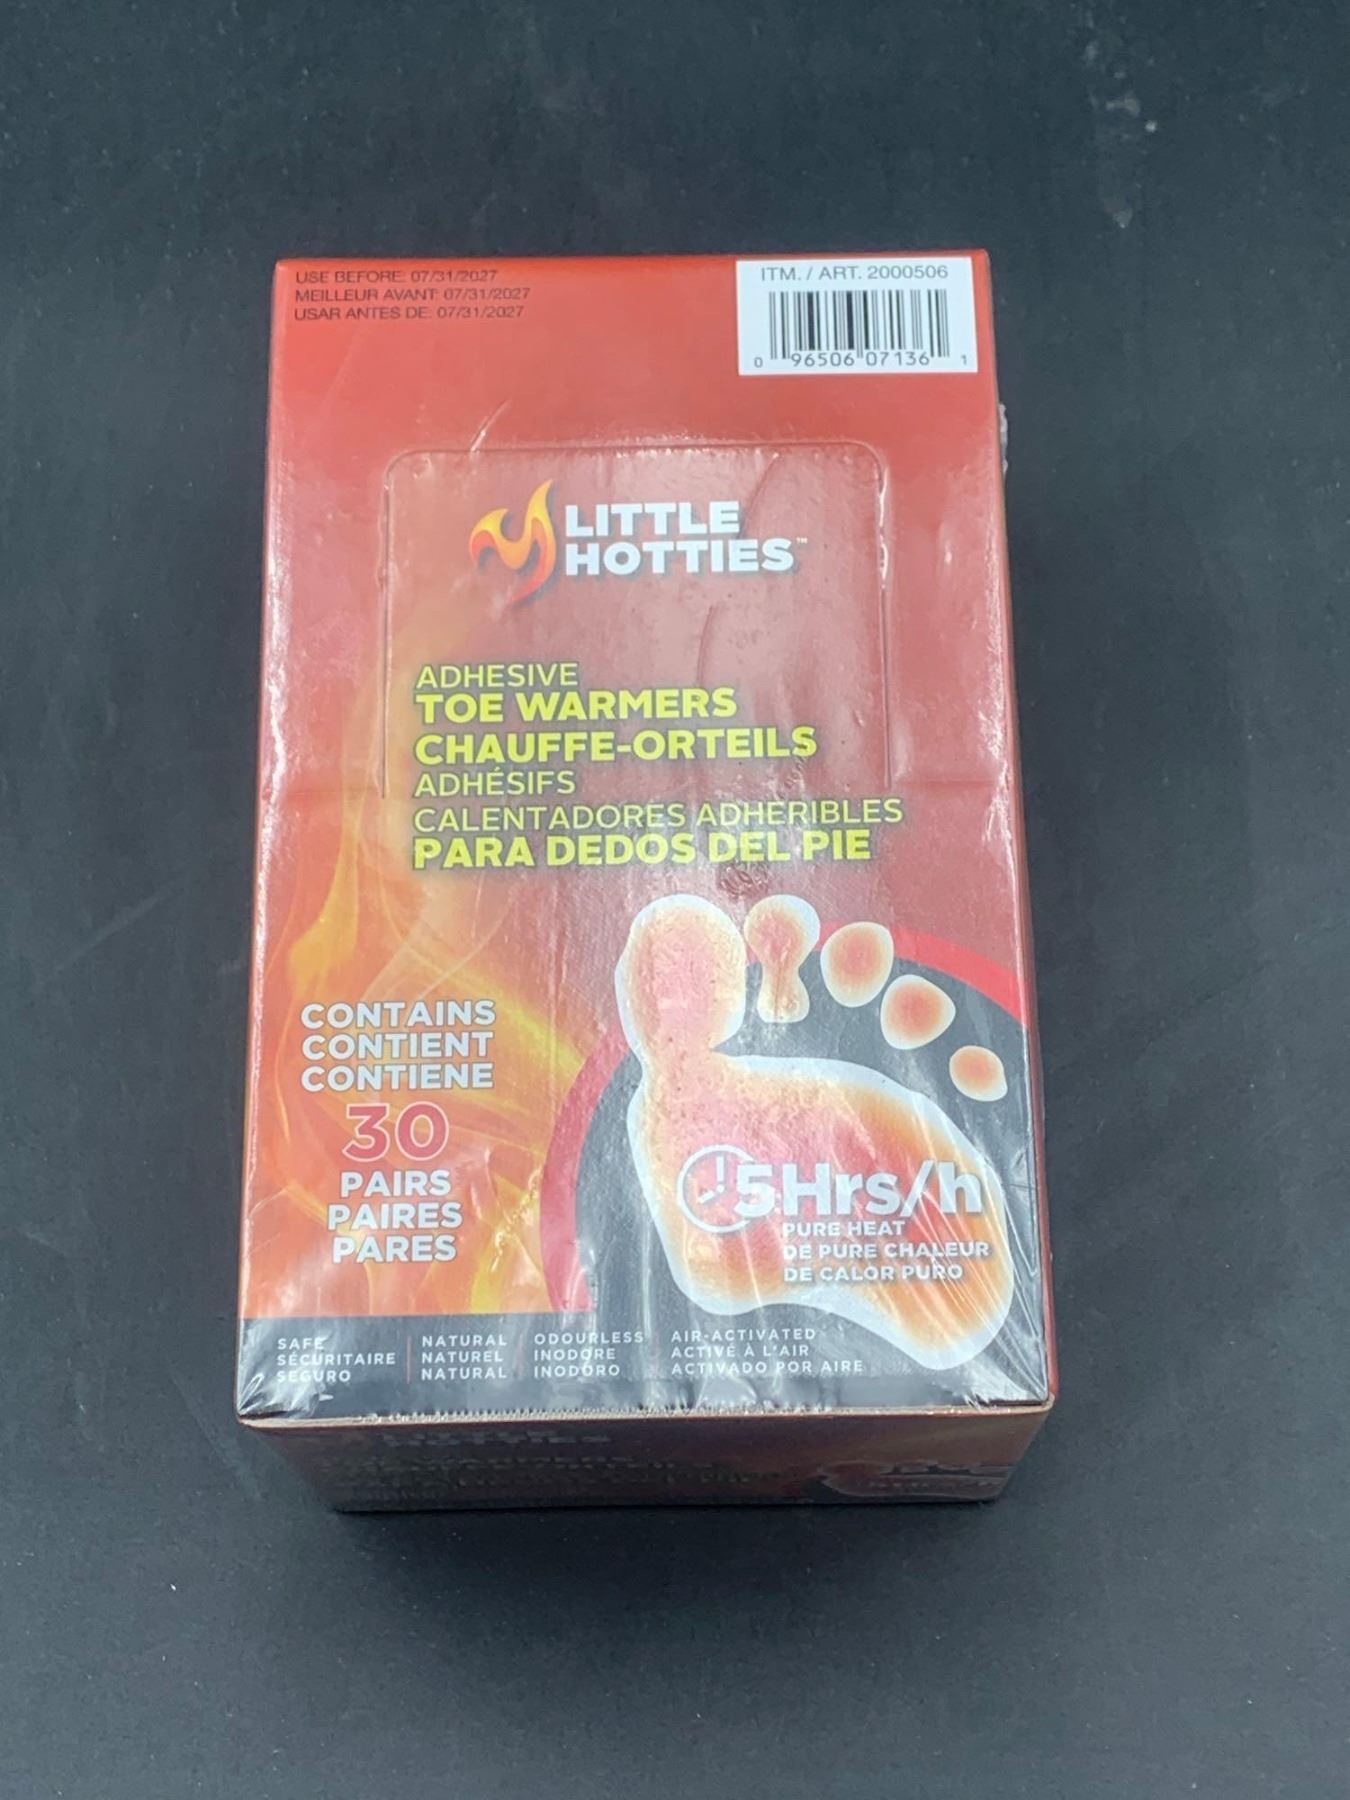 USE BEFORE: 07/31/2027
MEILLEUR AVANT: 07/31/2027
USAR ANTES DE: 07/31/2027
ITM. / ART. 2000506
0 96506 07136 1
LITTLE
HOTTIES™
ADHESIVE
TOE WARMERS
CHAUFFE-ORTEILS
ADHÉSIFS
CALENTADORES ADHERIBLES
PARA DEDOS DEL PIE
CONTAINS
CONTIENT
CONTIENE
30
PAIRS
PAIRES
PARES
5Hrs/h
PURE HEAT
DE PURE CHALEUR
DE CALOR PURO
SAFE
SÉCURITAIRE
SEGURO
NATURAL
NATUREL
NATURAL
ODOURLESS
INODORE
INODORO
AIR-ACTIVATED
ACTIVÉ À L'AIR
ACTIVADO POR AIRE
HOTTIES